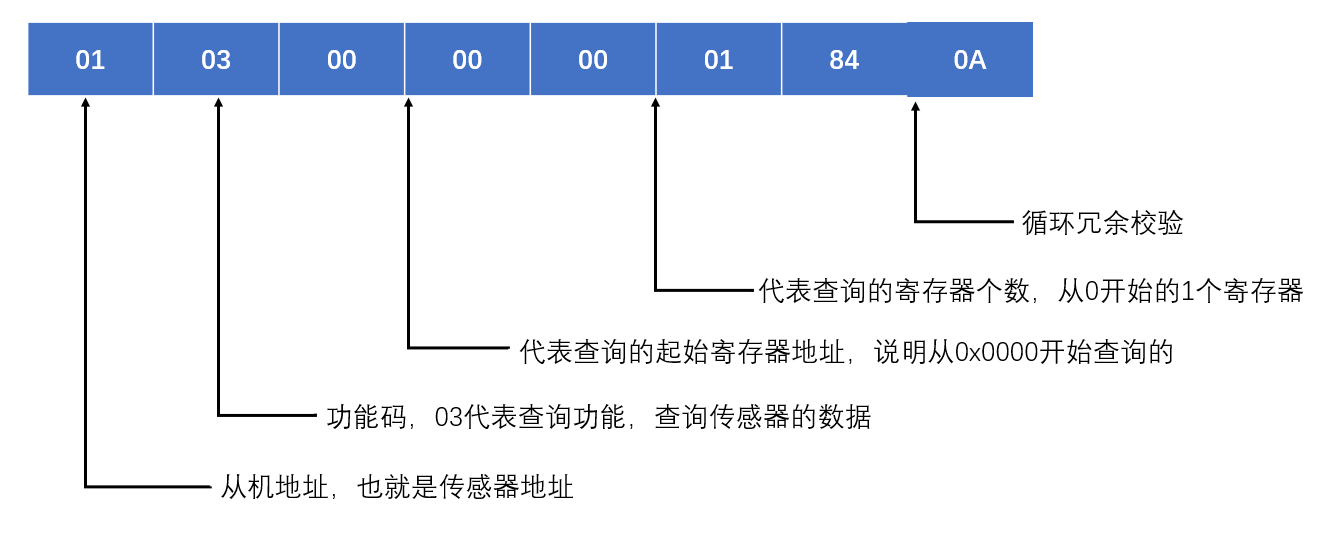 01 03 00 00 00 01 84 0A
循环冗余校验
代表查询的寄存器个数，从0开始的1个寄存器
代表查询的起始寄存器地址，说明从0x0000开始查询的
功能码，03代表查询功能，查询传感器的数据
从机地址，也就是传感器地址